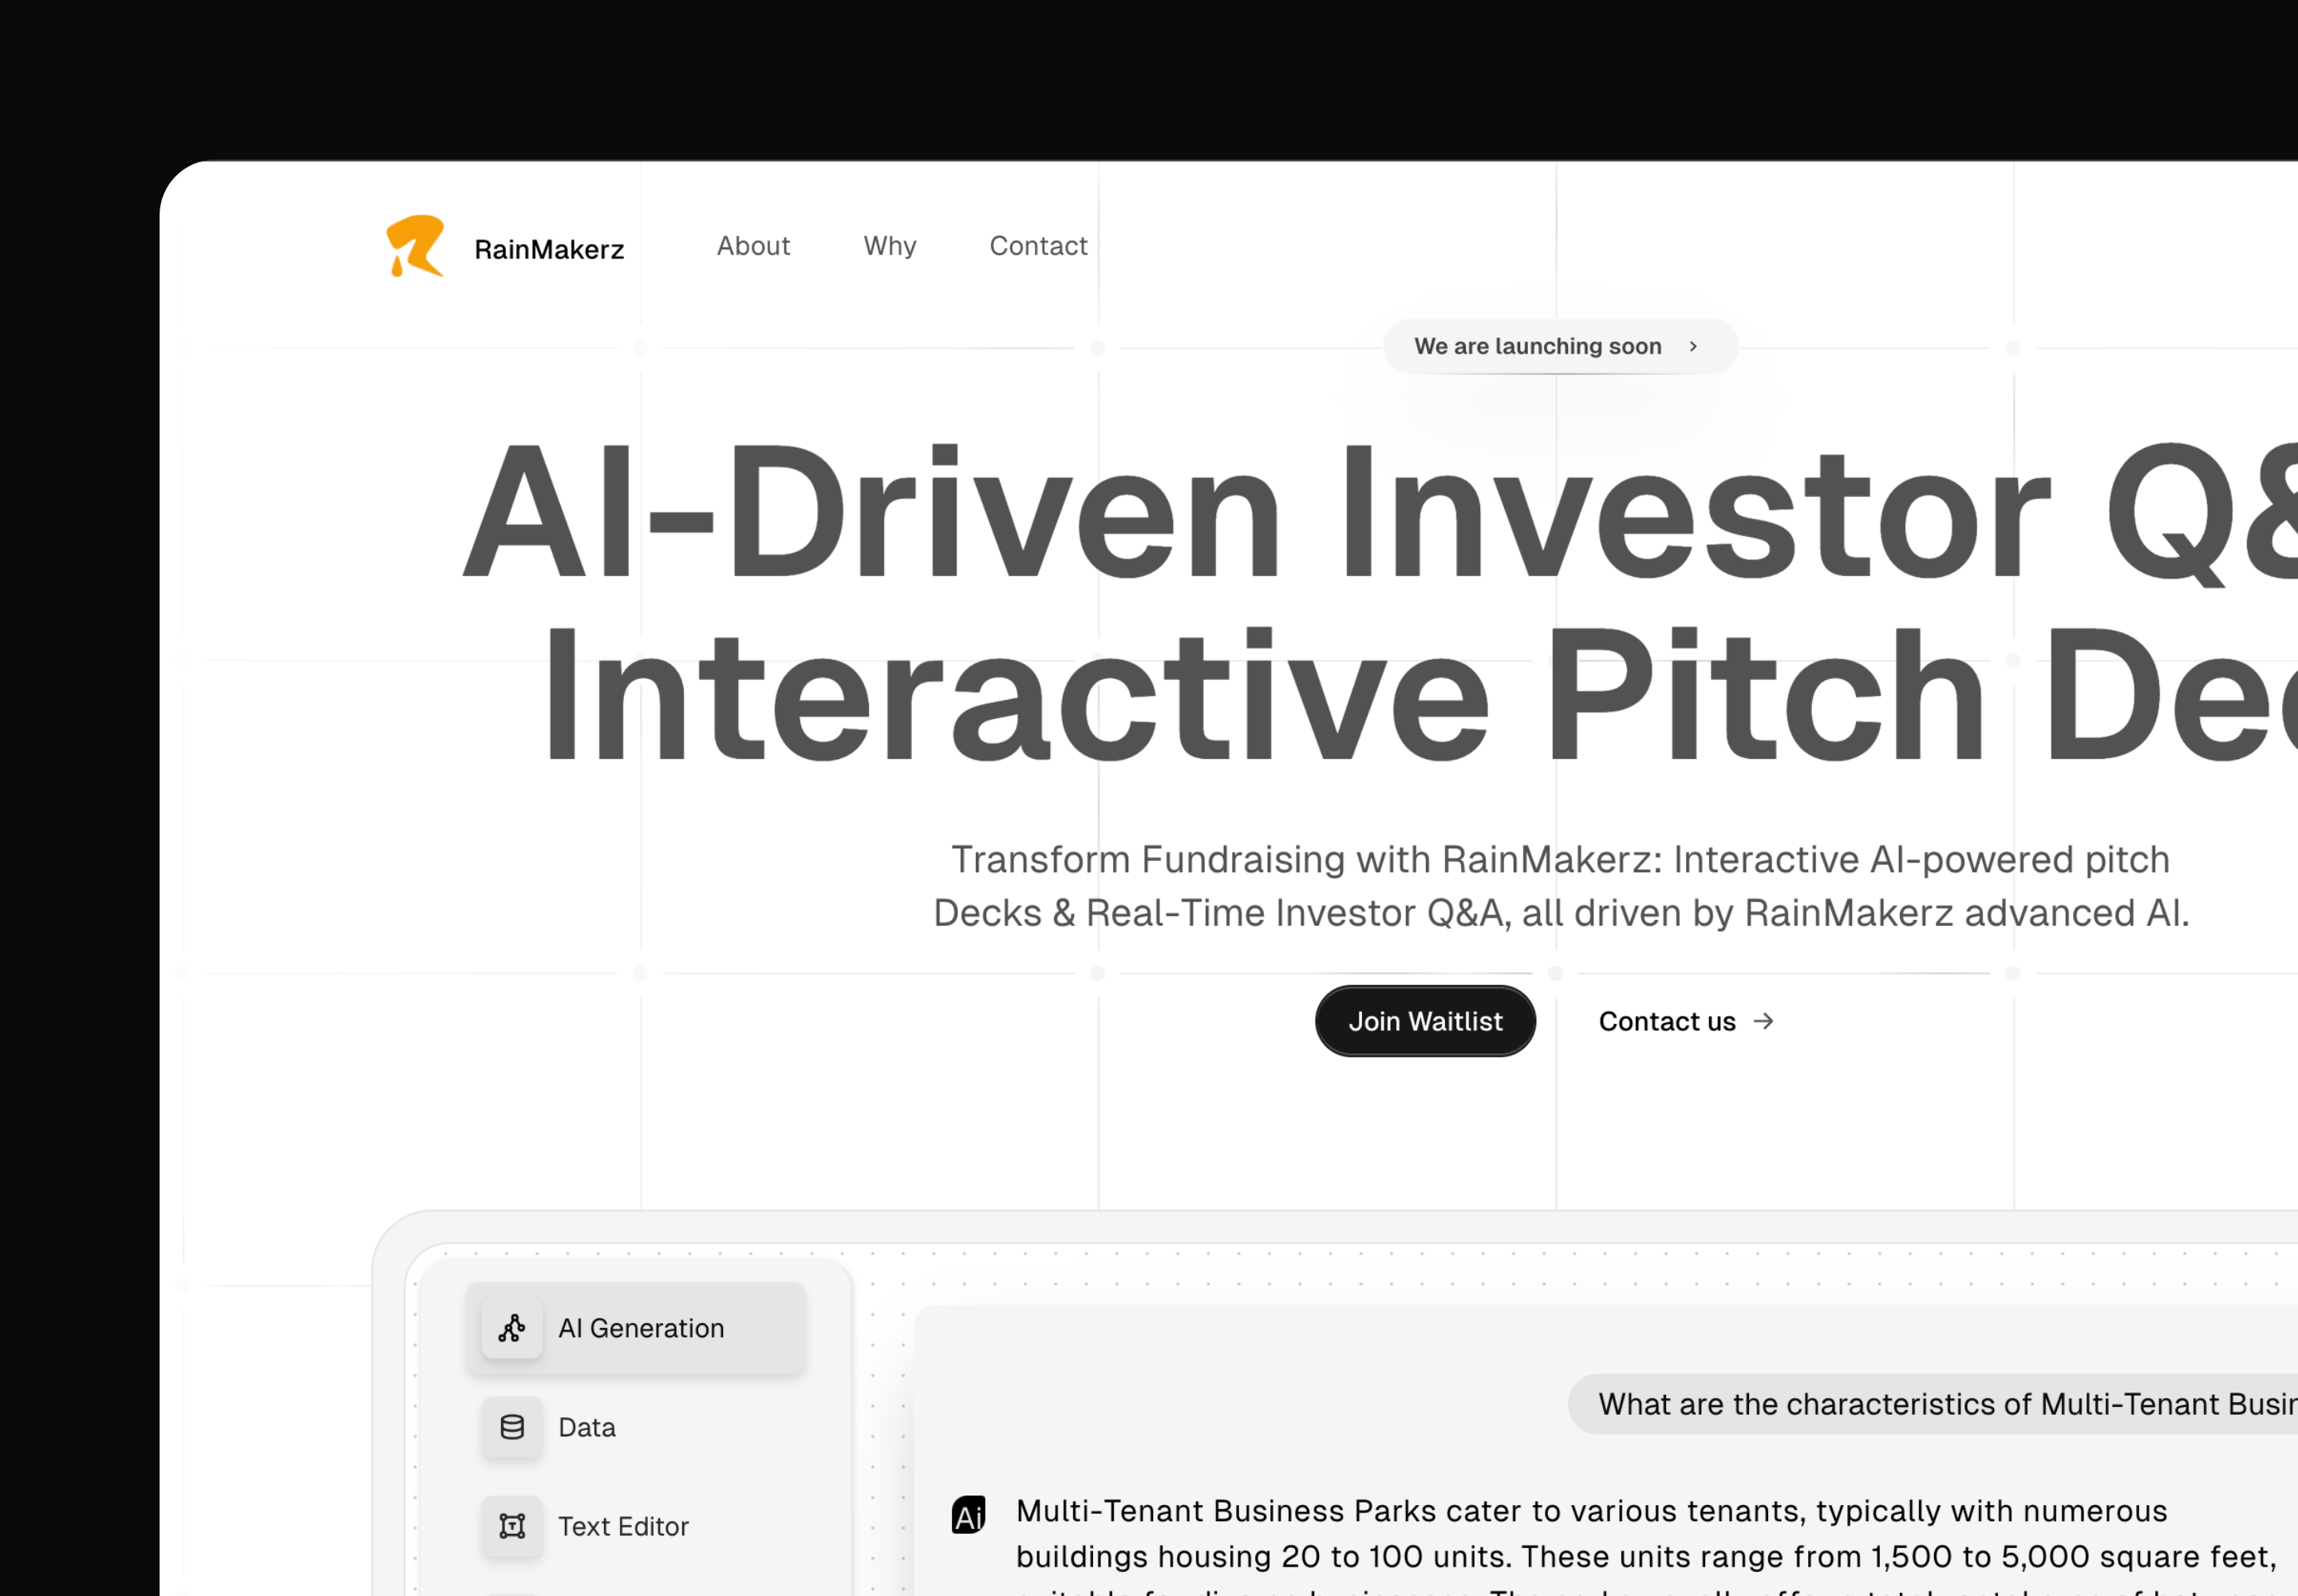 RainMakerz
About
Why
Contact
We are launching soon
AI-Driven Investor
Interactive Pitch
Transform Fundraising with RainMakerz: Interactive AI-powered pitch
Decks & Real-Time Investor Q&A, all driven by RainMakerz advanced AI.
Join Waitlist
Contact us
AI Generation
Data
Text Editor
What are the characteristics of Multi-Tenant
Ai
Multi-Tenant Business Parks cater to various tenants, typically with numerous
buildings housing 20 to 100 units. These units range from 1,500 to 5,000 square feet,